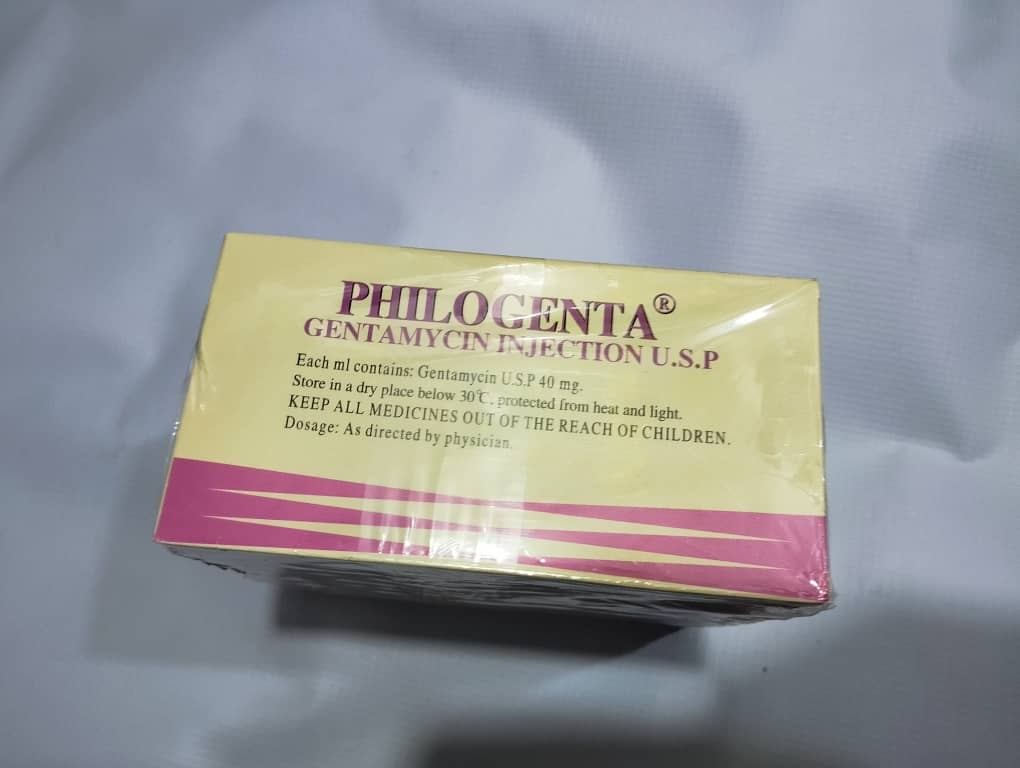 PHILOGENTA®
GENTAMYCIN INJECTION U.S.P
Each ml contains: Gentamycin U.S.P 40 mg.
Store in a dry place below 30°C, protected from heat and light.
KEEP ALL MEDICINES OUT OF THE REACH OF CHILDREN.
Dosage: As directed by physician.